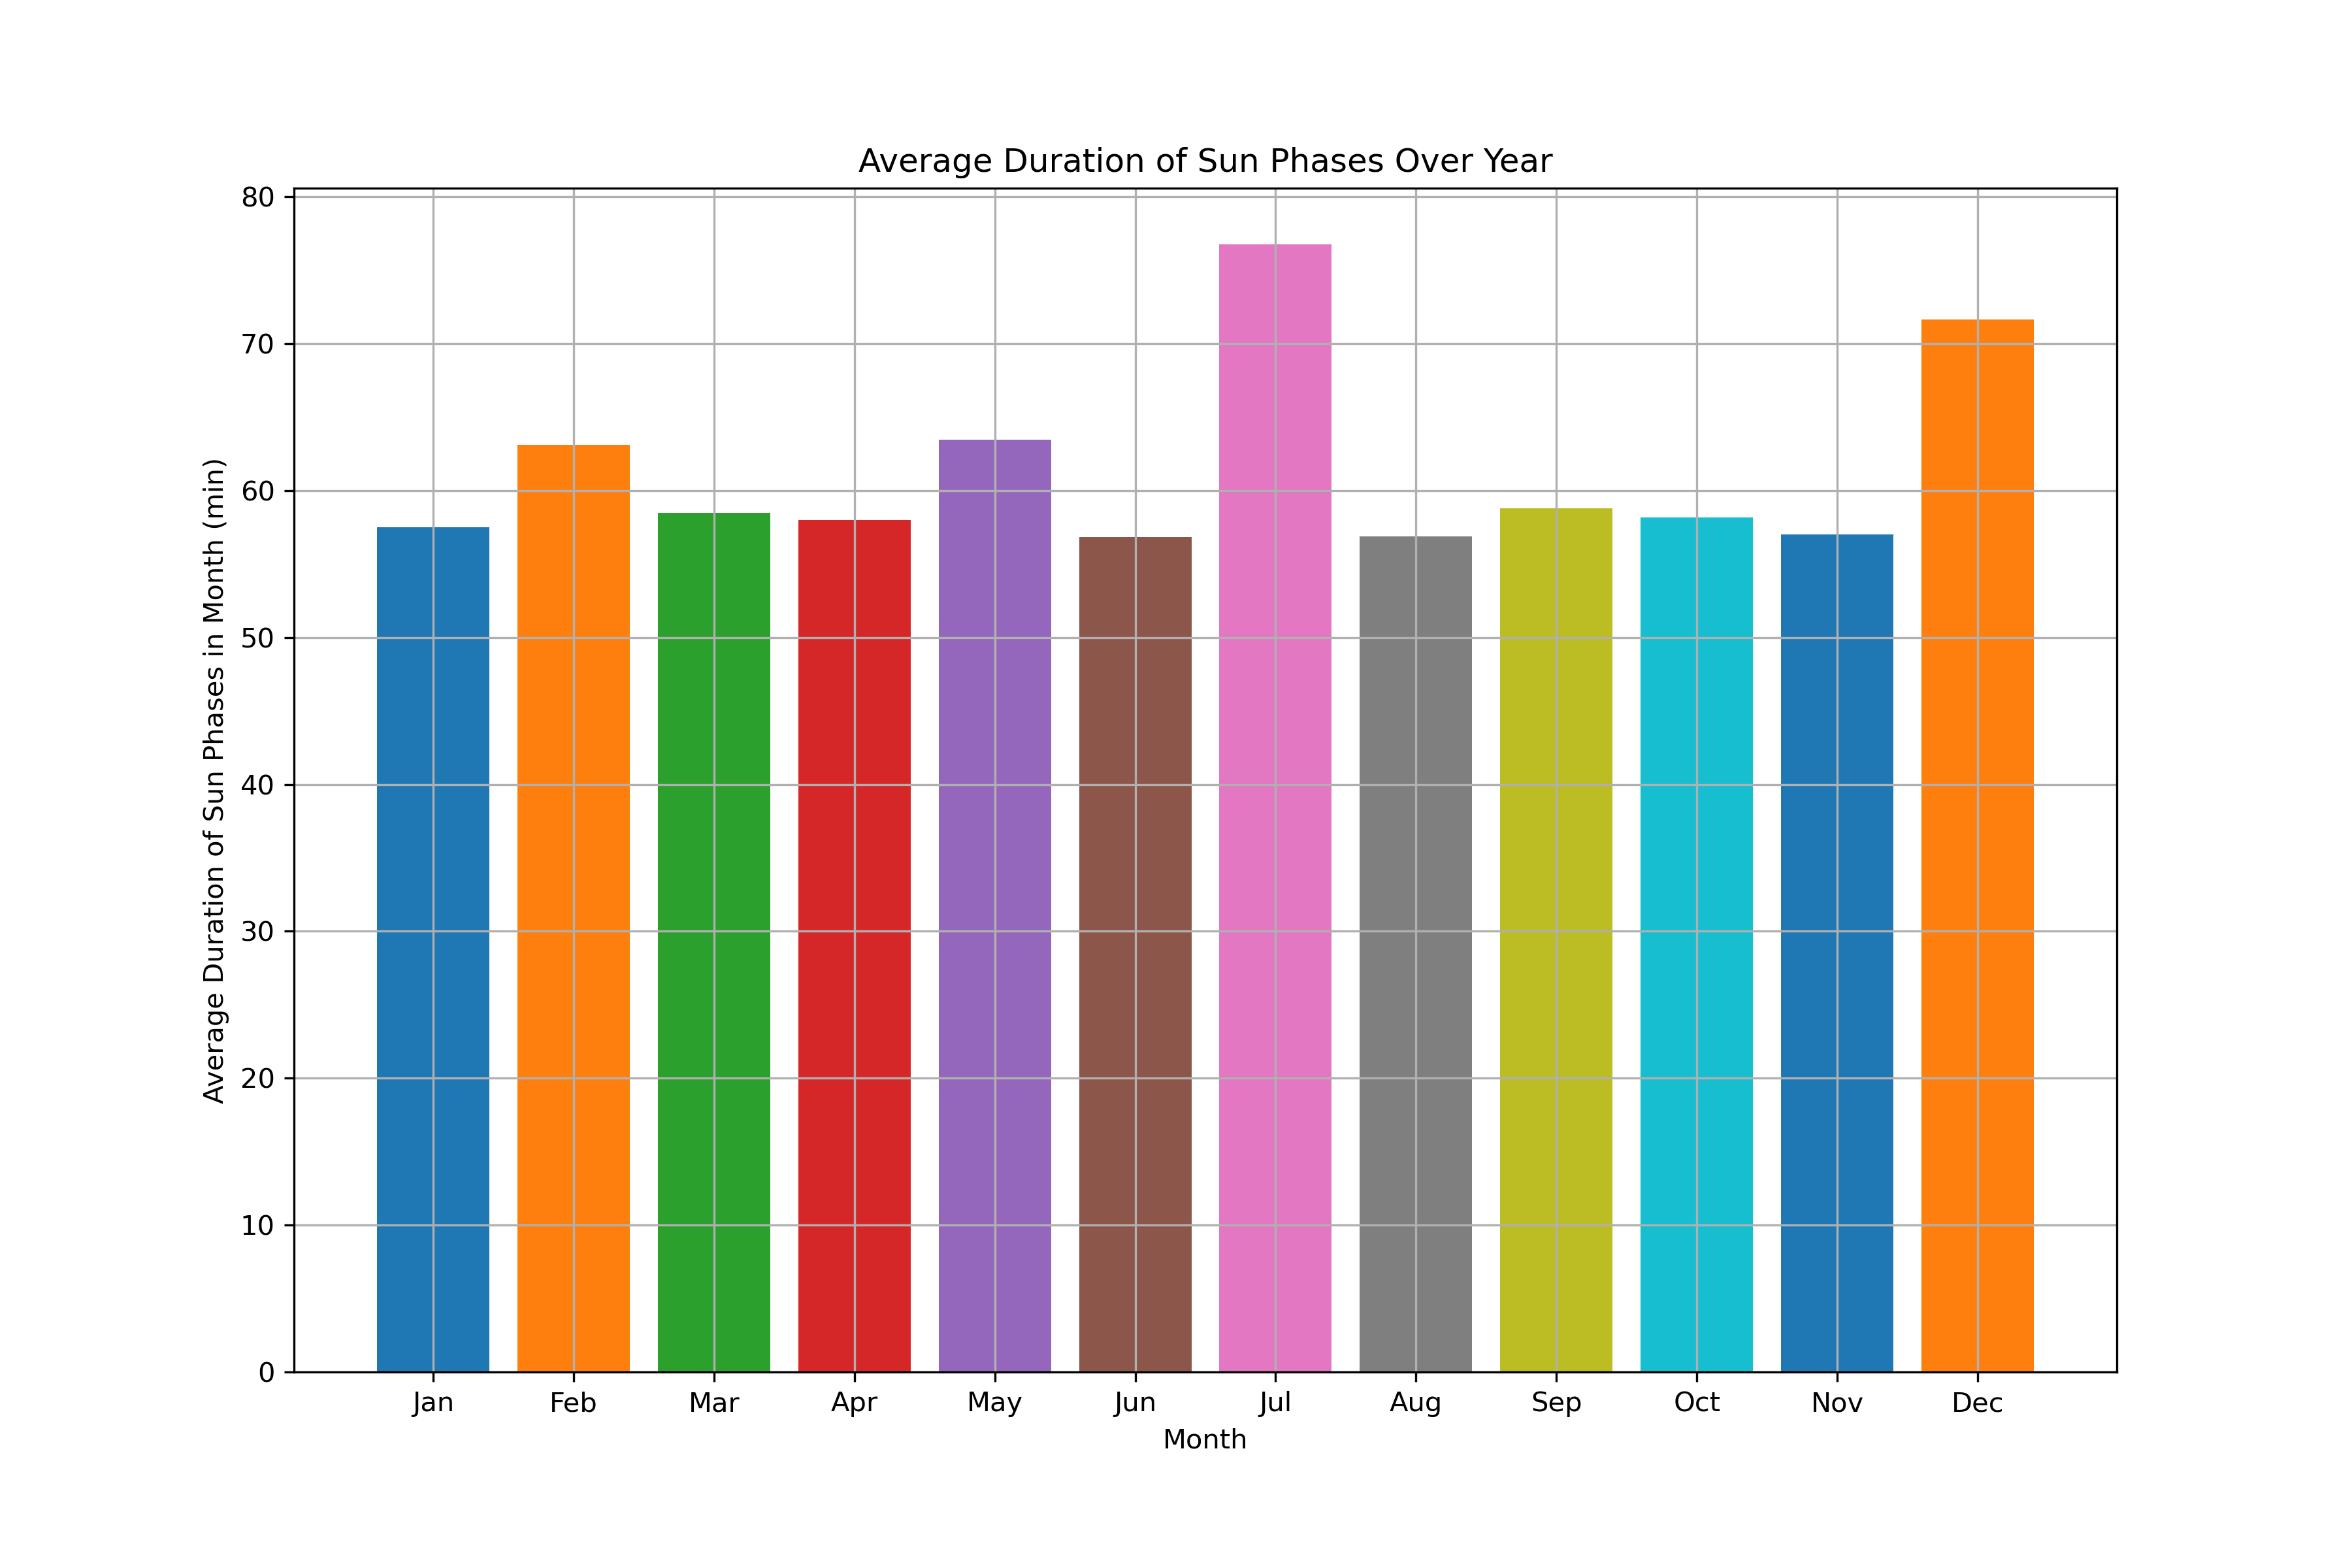 Average Duration of Sun Phases Over Year
Average Duration of Sun Phases in Month (min)
80
70
60
50
40
30
20
10
0
Jan Feb Mar Apr May Jun Jul Aug Sep Oct Nov Dec
Month